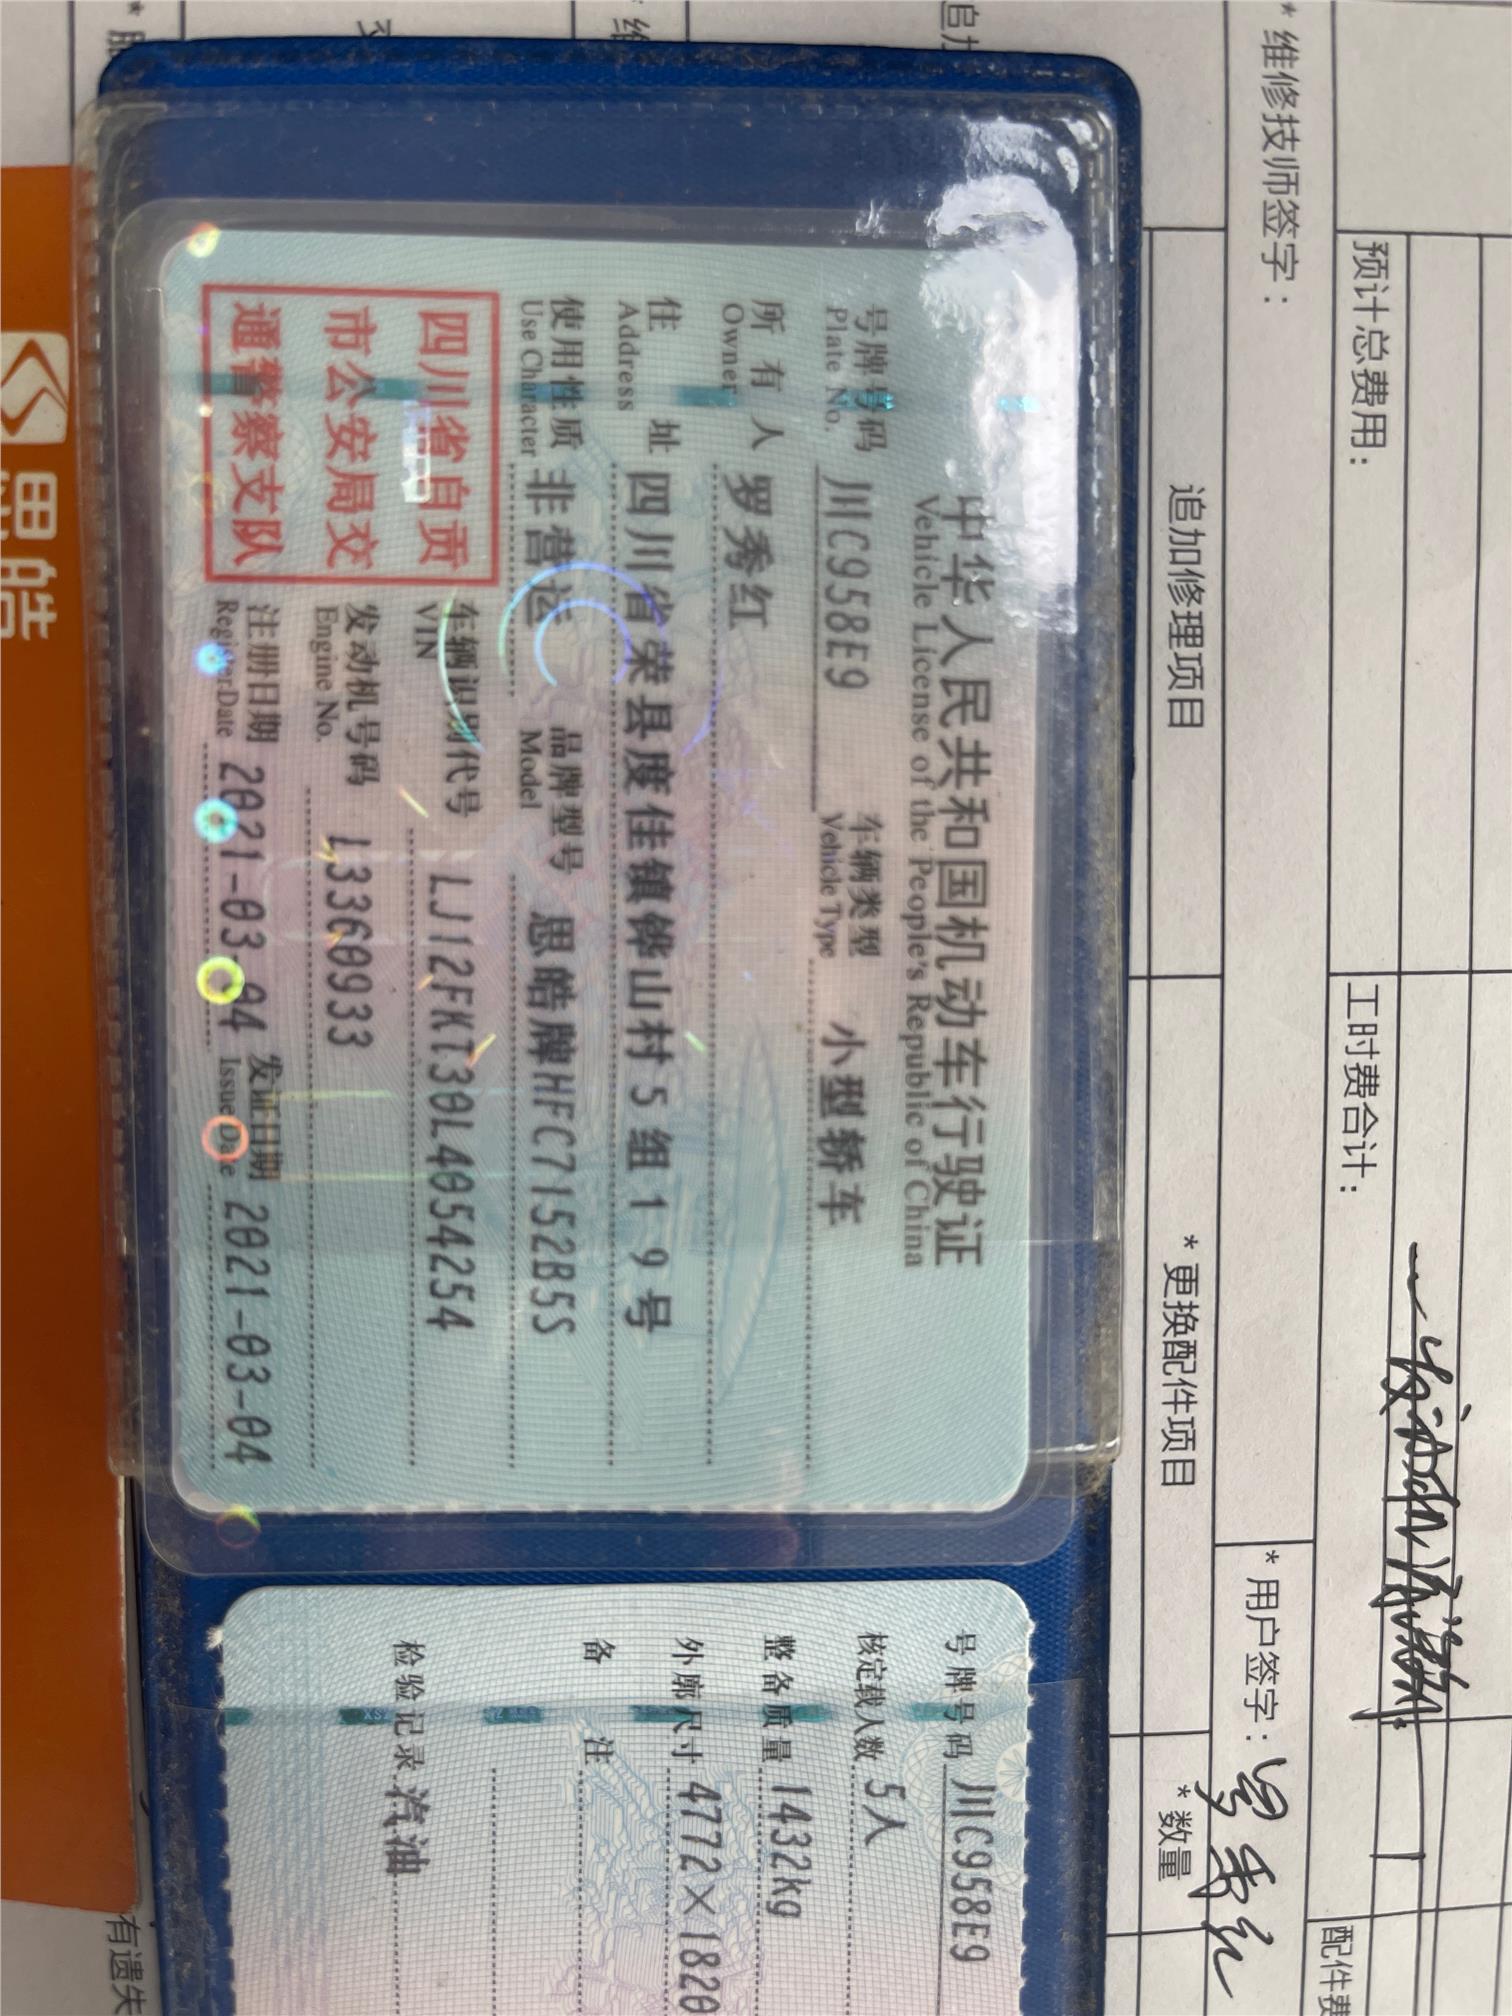 中华人民共和国机动车行驶证
Vehicle License of the People's Republic of China
号牌号码 川C958E9 车辆类型 小型轿车
Plate No. Vehicle Type
所有人 罗秀红
Owner
住址 四川省荣县度佳镇铧山村5组19号
Address
使用性质 非营运 品牌型号 思皓牌HFC7152B5S
Use Character Model
四川省自贡
市公安局交
通警察支队
车辆识别代号 LJ12FKT30L4054254
VIN
发动机号码 L3360933
Engine No.
注册日期 2021-03-04 发证日期 2021-03-04
Register Date Issue Date
号牌号码 川C958E9
核定载人数 5人
整备质量 1432kg
外廓尺寸 4772×1820
备注
检验记录 汽油
预计总费用:
工时费合计:
配件费
*维修技师签字:
*用户签字: 罗秀红
追加修理项目
*更换配件项目
*数量
思皓
有遗失